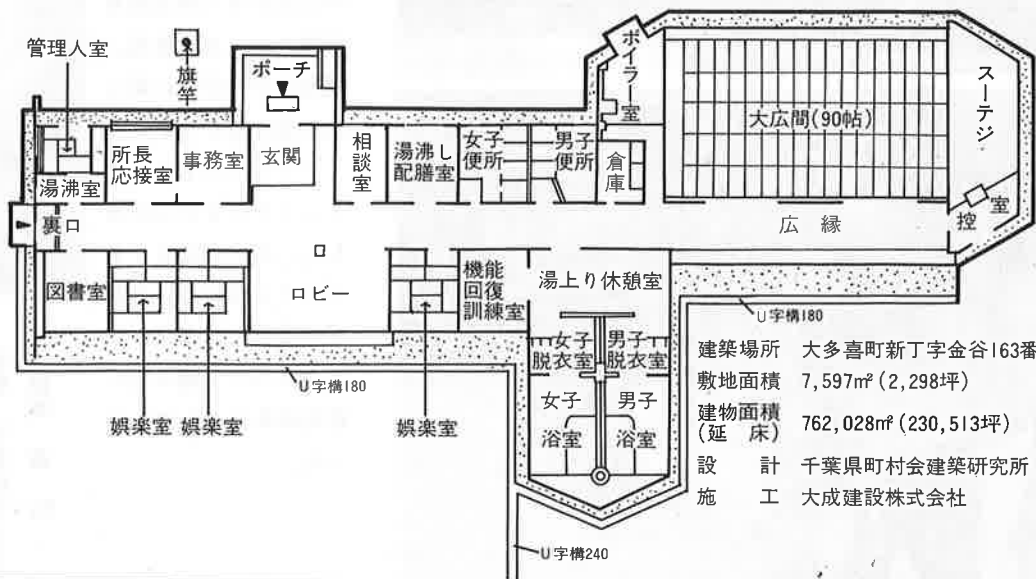 管理人室
旗竿
ポーチ
ボイラー室
ステージ
大広間(90帖)
所長
応接室
事務室
玄関
相談室
湯沸し
配膳室
女子
便所
男子
便所
倉庫
湯沸室
裏口
広縁
控室
ロ
ロビー
図書室
機能
回復
訓練室
湯上り休憩室
U字構180
女子
脱衣室
男子
脱衣室
U字構180
娯楽室
娯楽室
娯楽室
女子
浴室
男子
浴室
U字構240
建築場所 大多喜町新丁字金谷163番
敷地面積 7,597㎡(2,298坪)
建物面積
(延床) 762,028㎡(230,513坪)
設計 千葉県町村会建築研究所
施工 大成建設株式会社